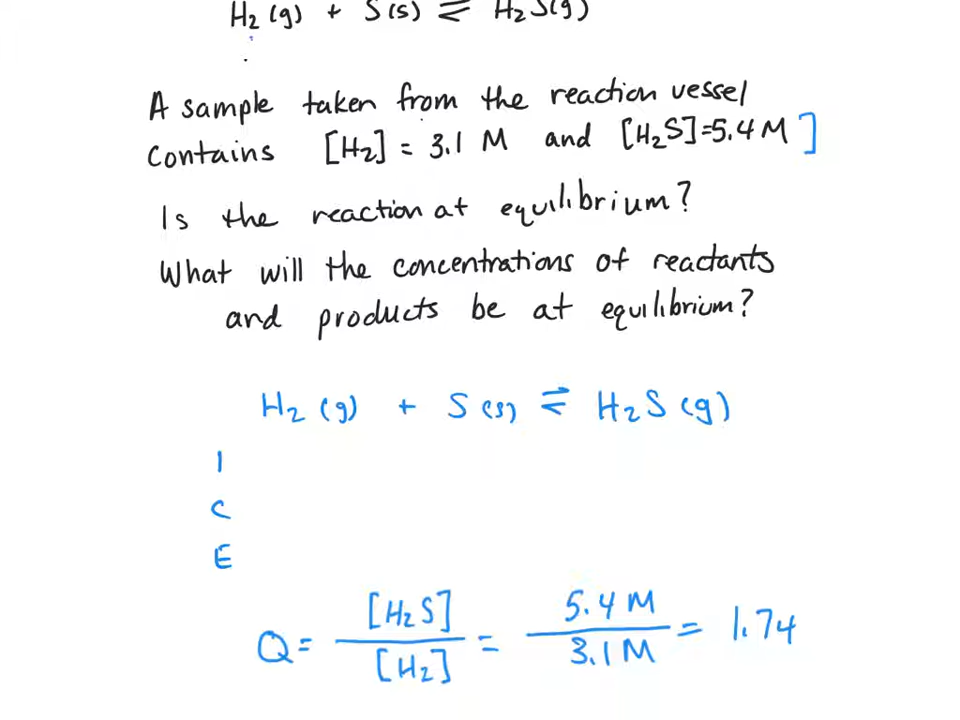 H₂ (g) + S(s) ⇌ H₂S(g)
A sample taken from the reaction vessel
contains [H₂] = 3.1 M and [H₂S]=5.4 M ]
Is the reaction at equilibrium?
What will the concentrations of reactants
and products be at equilibrium?
H₂ (g) + S (s) ⇌ H₂S (g)
I
C
E
Q = [H₂S] / [H₂] = 5.4 M / 3.1 M = 1.74